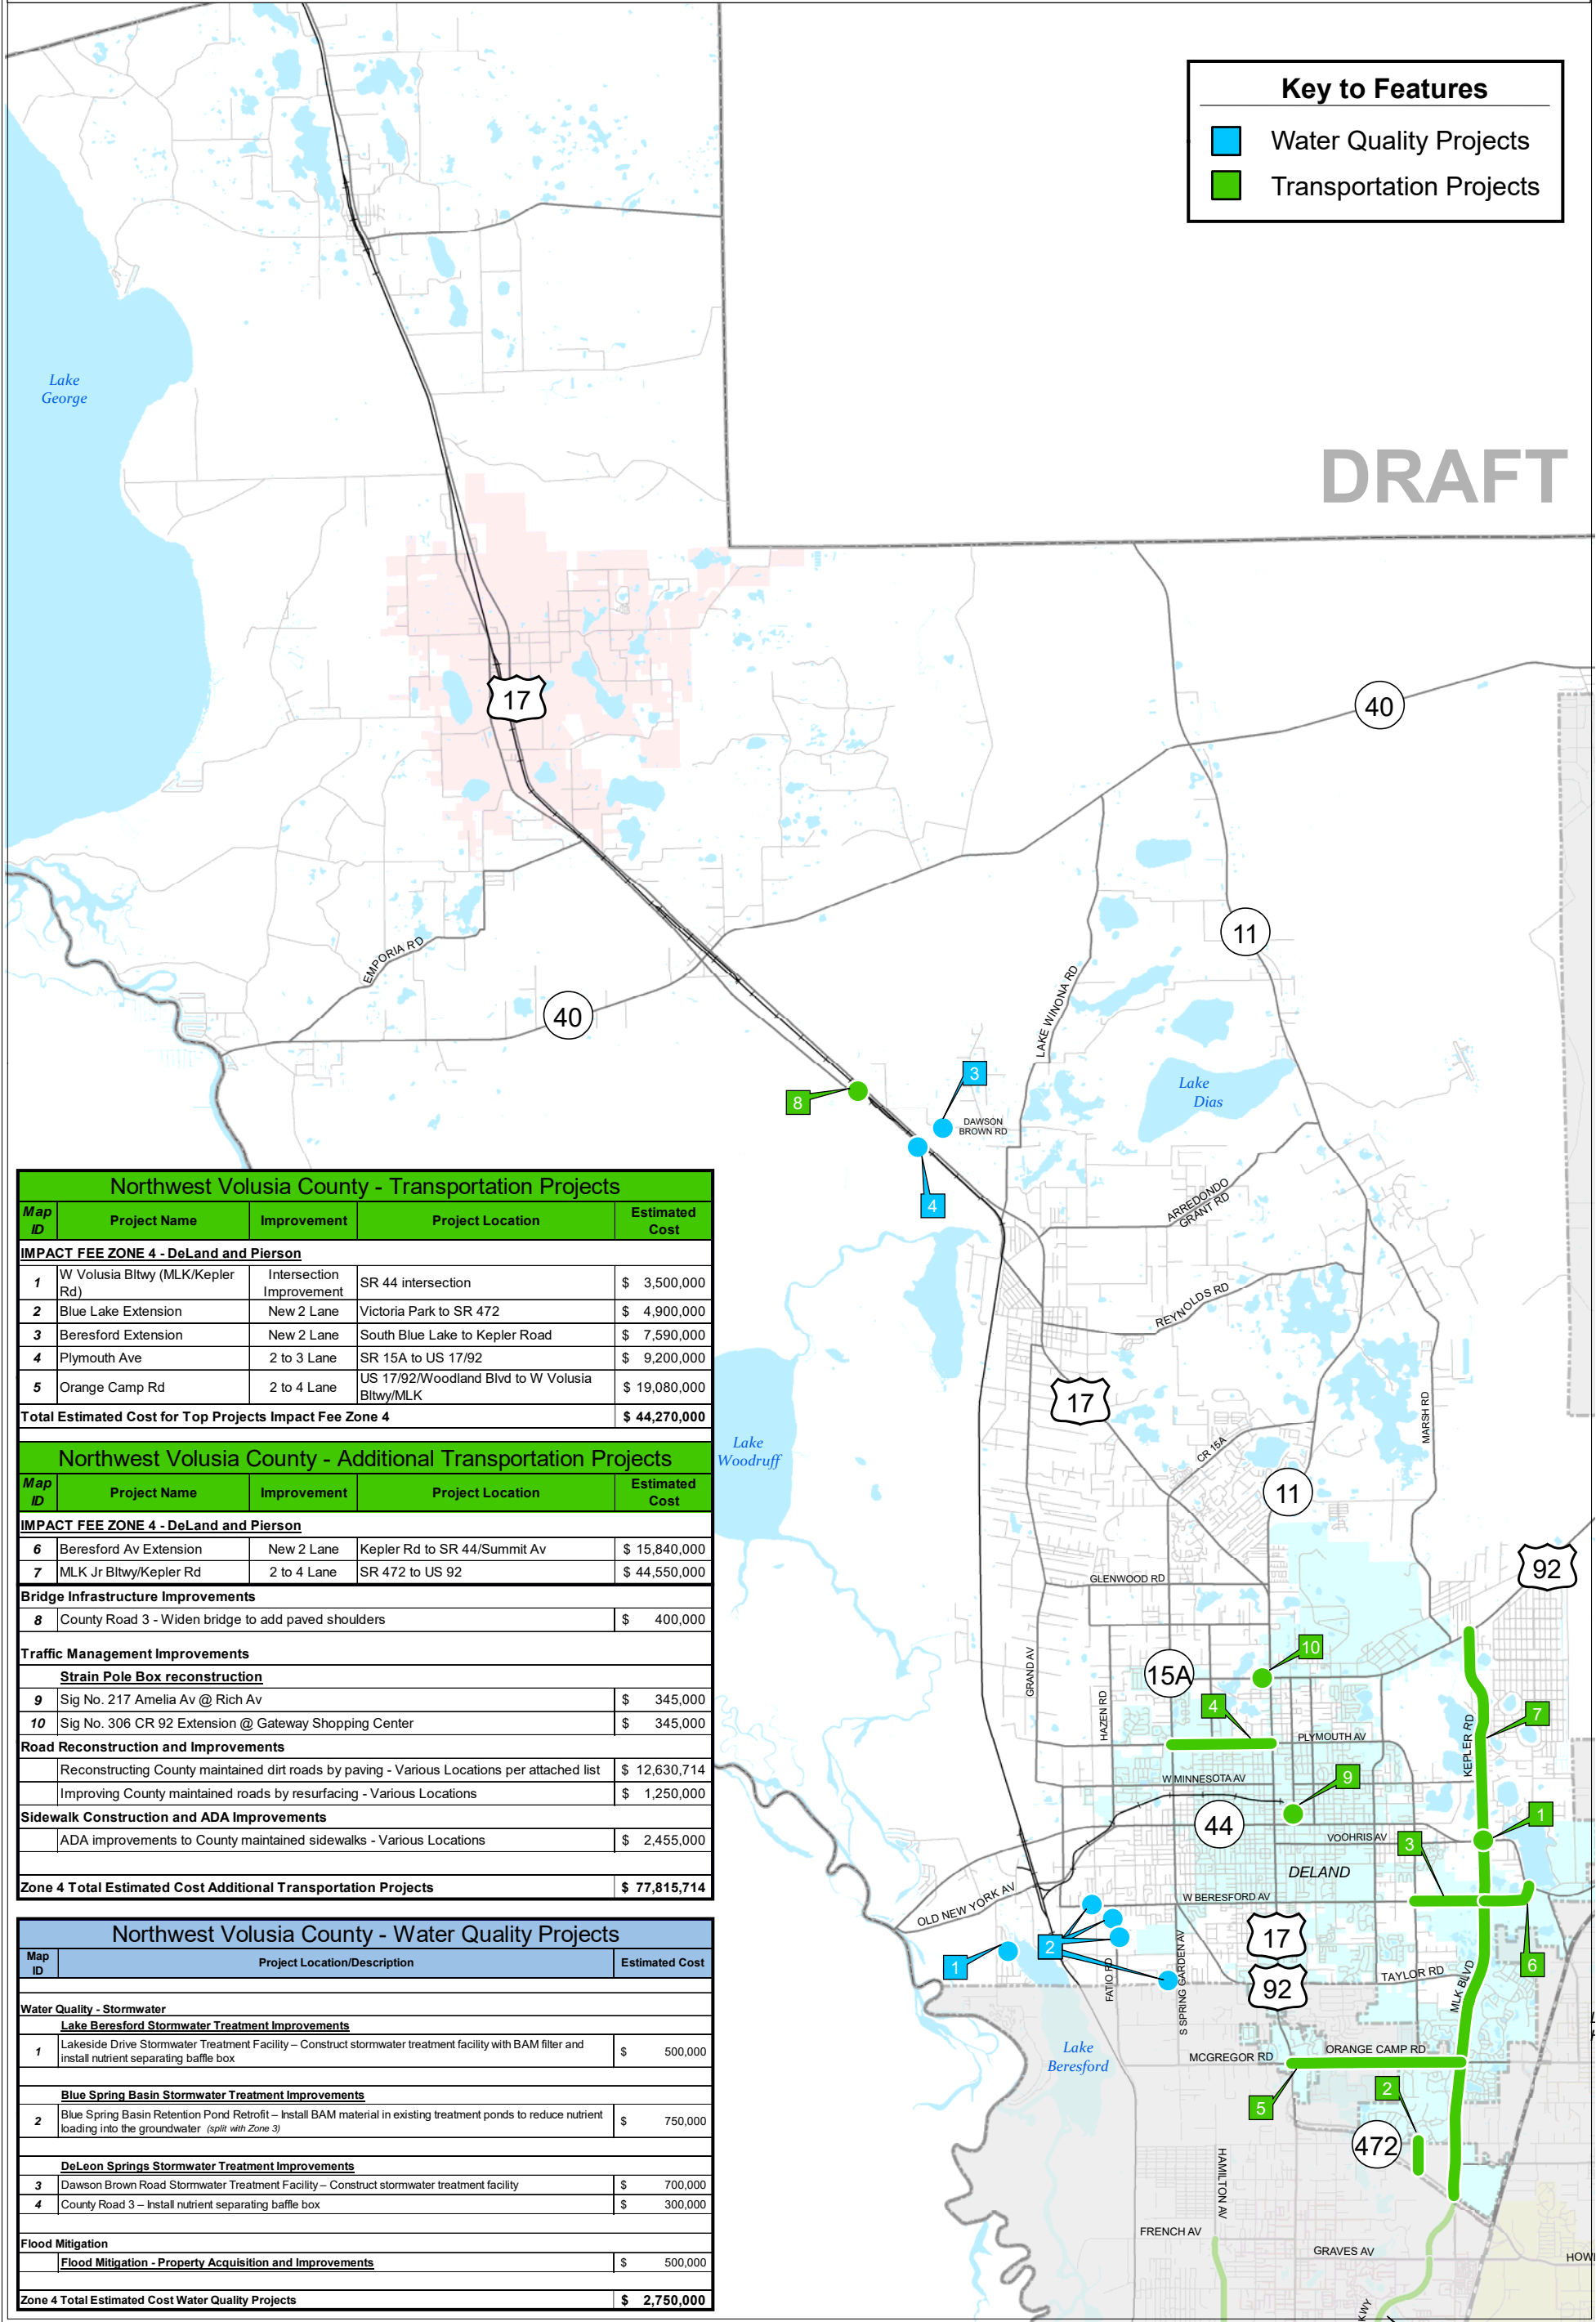 Key to Features
Water Quality Projects
Transportation Projects
DRAFT
Lake
George
17
40
11
EMPORIA RD
40
LAKE WINONA RD
Lake
Dias
3
8
DAWSON
BROWN RD
4
ARREDONDO
GRANT RD
REYNOLDS RD
17
MARSH RD
Lake
Woodruff
CR 15A
11
92
GLENWOOD RD
GRAND AV
HAZEN RD
15A
10
4
7
PLYMOUTH AV
KEPLER RD
W MINNESOTA AV
9
44
1
VOOHRIS AV
3
DELAND
W BERESFORD AV
OLD NEW YORK AV
17
92
2
1
6
FATIO RD
S SPRING GARDEN AV
TAYLOR RD
MLK BLVD
Lake
Beresford
MCGREGOR RD
ORANGE CAMP RD
5
2
472
HAMILTON AV
FRENCH AV
GRAVES AV
HOWL
KWY
Northwest Volusia County - Transportation Projects
Map ID Project Name Improvement Project Location Estimated Cost
IMPACT FEE ZONE 4 - DeLand and Pierson
1 W Volusia Bltwy (MLK/Kepler Rd) Intersection Improvement SR 44 intersection $ 3,500,000
2 Blue Lake Extension New 2 Lane Victoria Park to SR 472 $ 4,900,000
3 Beresford Extension New 2 Lane South Blue Lake to Kepler Road $ 7,590,000
4 Plymouth Ave 2 to 3 Lane SR 15A to US 17/92 $ 9,200,000
5 Orange Camp Rd 2 to 4 Lane US 17/92/Woodland Blvd to W Volusia Bltwy/MLK $ 19,080,000
Total Estimated Cost for Top Projects Impact Fee Zone 4 $ 44,270,000
Northwest Volusia County - Additional Transportation Projects
Map ID Project Name Improvement Project Location Estimated Cost
IMPACT FEE ZONE 4 - DeLand and Pierson
6 Beresford Av Extension New 2 Lane Kepler Rd to SR 44/Summit Av $ 15,840,000
7 MLK Jr Bltwy/Kepler Rd 2 to 4 Lane SR 472 to US 92 $ 44,550,000
Bridge Infrastructure Improvements
8 County Road 3 - Widen bridge to add paved shoulders $ 400,000
Traffic Management Improvements
Strain Pole Box reconstruction
9 Sig No. 217 Amelia Av @ Rich Av $ 345,000
10 Sig No. 306 CR 92 Extension @ Gateway Shopping Center $ 345,000
Road Reconstruction and Improvements
Reconstructing County maintained dirt roads by paving - Various Locations per attached list $ 12,630,714
Improving County maintained roads by resurfacing - Various Locations $ 1,250,000
Sidewalk Construction and ADA Improvements
ADA improvements to County maintained sidewalks - Various Locations $ 2,455,000
Zone 4 Total Estimated Cost Additional Transportation Projects $ 77,815,714
Northwest Volusia County - Water Quality Projects
Map ID Project Location/Description Estimated Cost
Water Quality - Stormwater
Lake Beresford Stormwater Treatment Improvements
1 Lakeside Drive Stormwater Treatment Facility – Construct stormwater treatment facility with BAM filter and install nutrient separating baffle box $ 500,000
Blue Spring Basin Stormwater Treatment Improvements
2 Blue Spring Basin Retention Pond Retrofit – Install BAM material in existing treatment ponds to reduce nutrient loading into the groundwater (split with Zone 3) $ 750,000
DeLeon Springs Stormwater Treatment Improvements
3 Dawson Brown Road Stormwater Treatment Facility – Construct stormwater treatment facility $ 700,000
4 County Road 3 – Install nutrient separating baffle box $ 300,000
Flood Mitigation
Flood Mitigation - Property Acquisition and Improvements $ 500,000
Zone 4 Total Estimated Cost Water Quality Projects $ 2,750,000